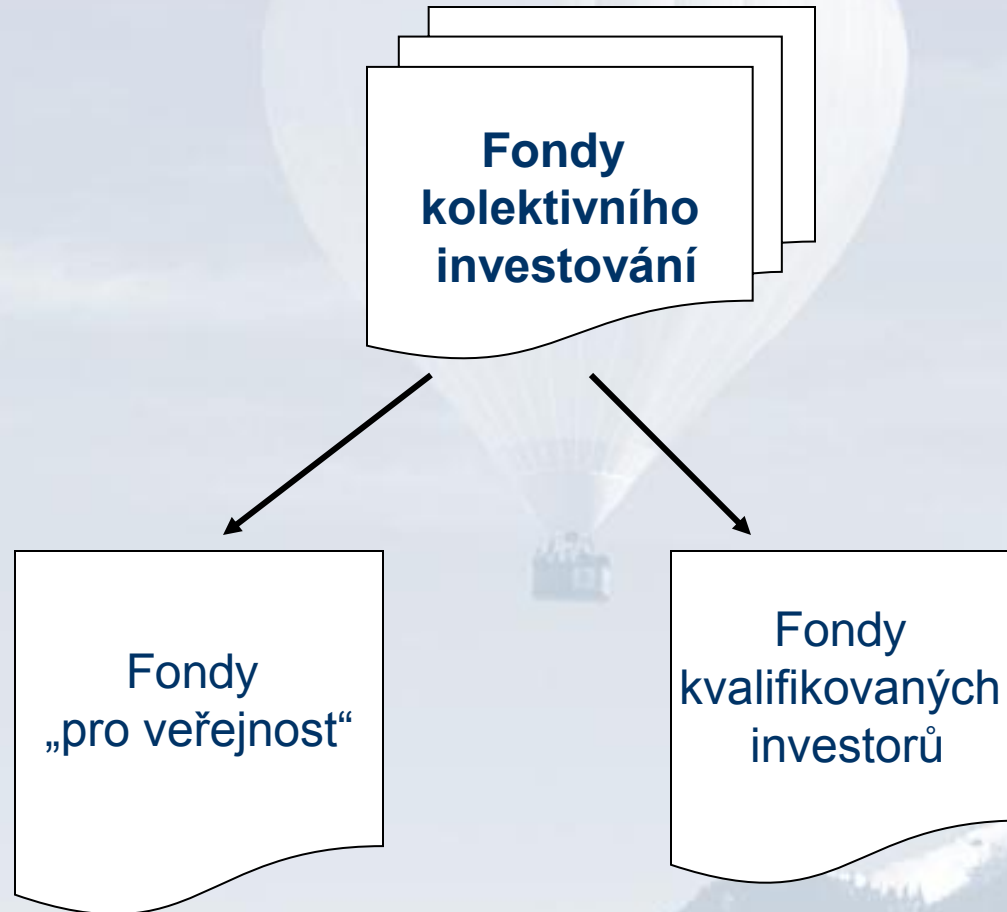 Fondy
kolektivního
investování
Fondy
„pro veřejnost“
Fondy
kvalifikovaných
investorů